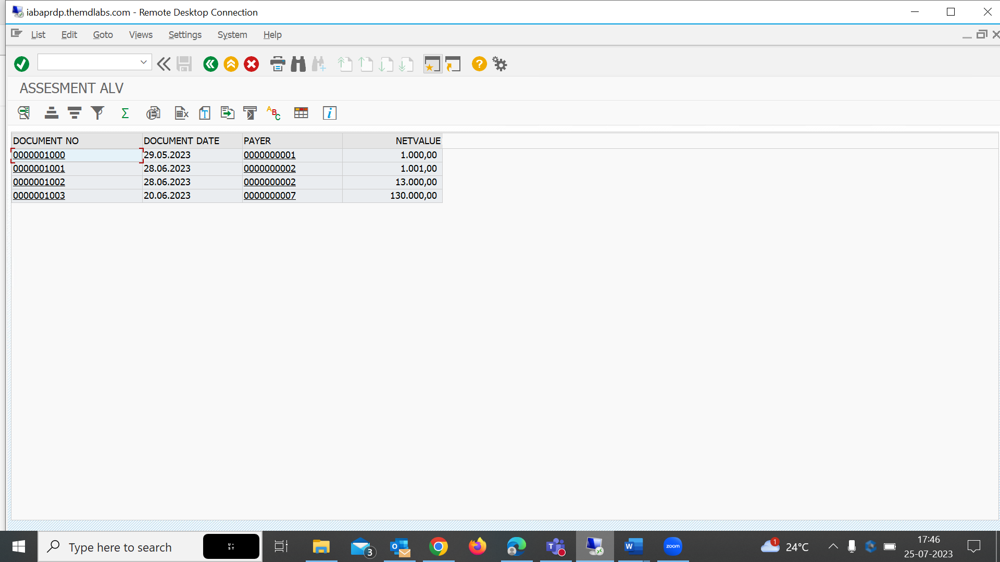 iabaprdp.themdlabs.com - Remote Desktop Connection
List Edit Goto Views Settings System Help
ASSESMENT ALV
DOCUMENT NO DOCUMENT DATE PAYER NETVALUE
0000001000 29.05.2023 0000000001 1.000,00
0000001001 28.06.2023 0000000002 1.001,00
0000001002 28.06.2023 0000000002 13.000,00
0000001003 20.06.2023 0000000007 130.000,00
Type here to search
3
zoom
1
24°C
17:46
25-07-2023